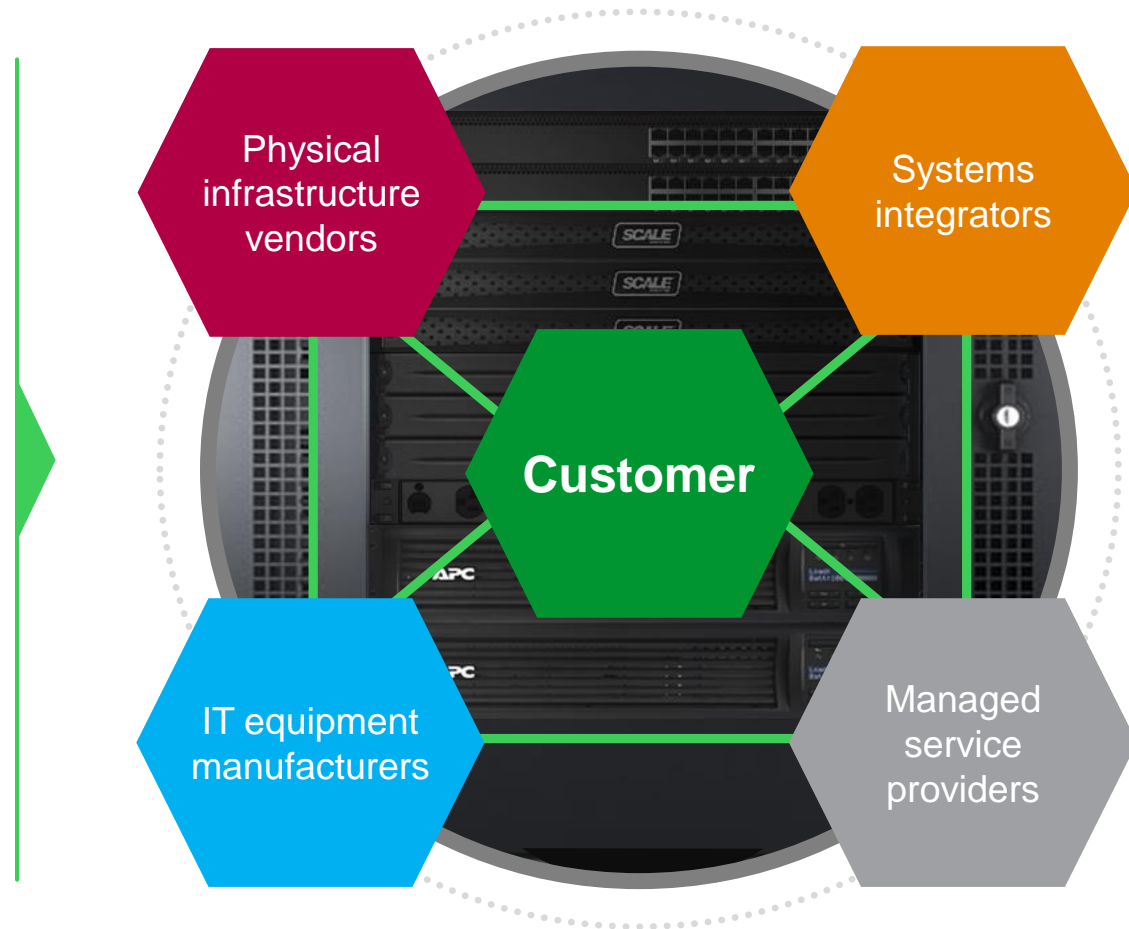 Physical
infrastructure
vendors
Systems
integrators
SCALE
SCALE
Customer
APC
IT equipment
manufacturers
Managed
service
providers